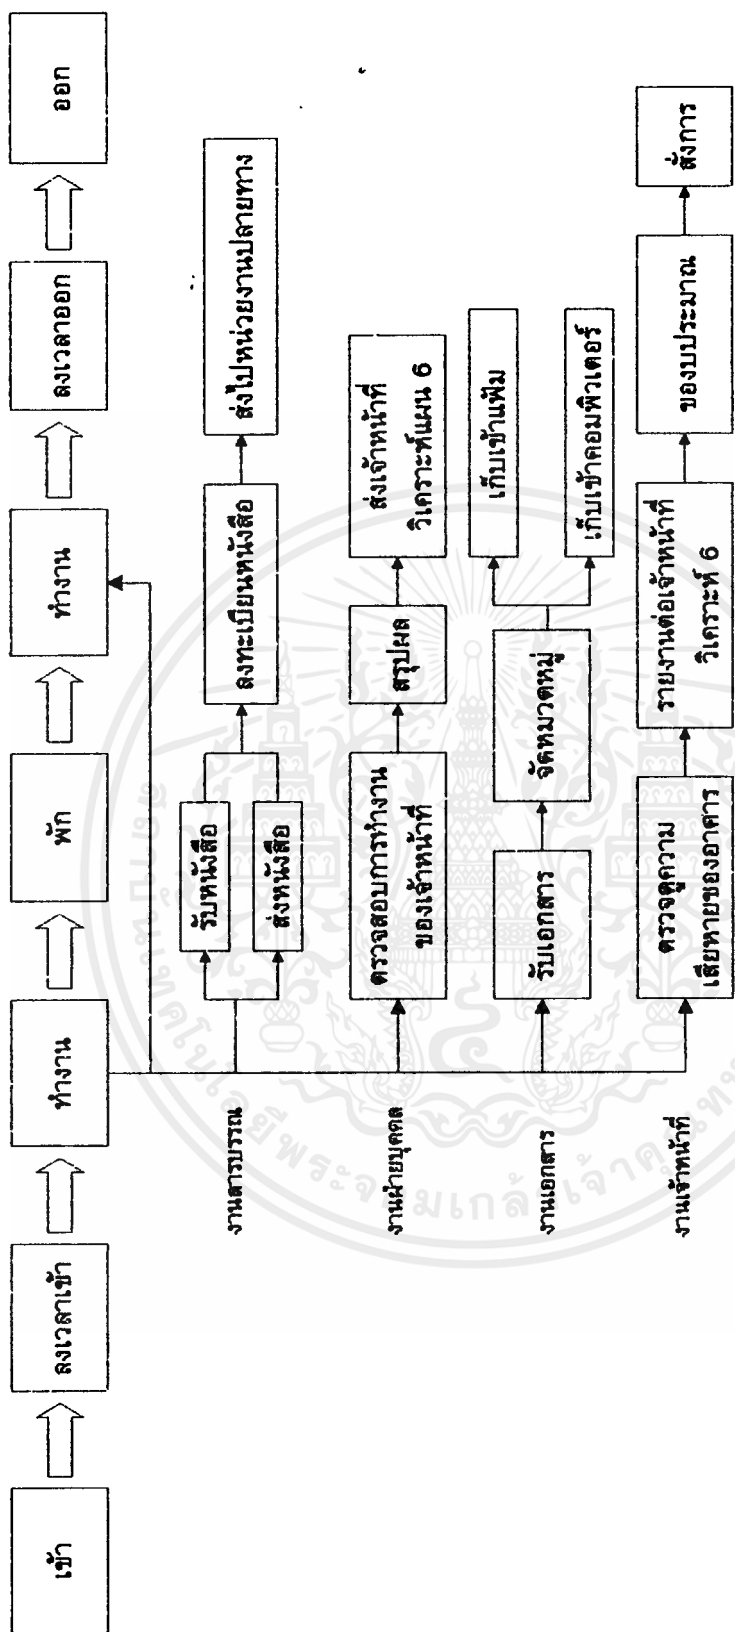 เข้า
ลงเวลาเข้า
ทำงาน
พัก
ทำงาน
ลงเวลาออก
ออก
งานสารบรรณ
รับหนังสือ
ส่งหนังสือ
ลงทะเบียนหนังสือ
ส่งไปหน่วยงานปลายทาง
งานฝ่ายบุคคล
ตรวจสอบการทำงาน
ของเจ้าหน้าที่
สรุปผล
ส่งเจ้าหน้าที่
วิเคราะห์แผน 6
งานเอกสาร
รับเอกสาร
จัดหมวดหมู่
เก็บเข้าแฟ้ม
เก็บเข้าคอมพิวเตอร์
งานเจ้าหน้าที่
ตรวจดูความ
เสียหายของอาคาร
รายงานต่อเจ้าหน้าที่
วิเคราะห์ 6
ของบประมาณ
สั่งการ